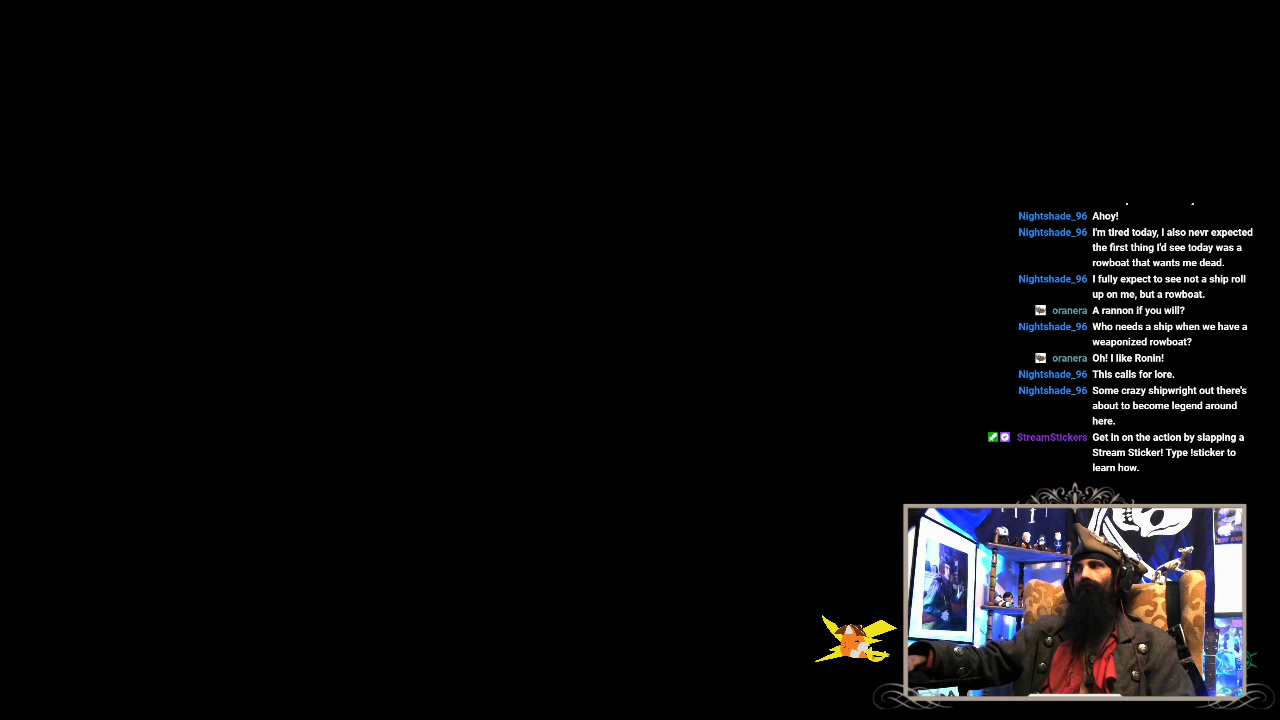 Nightshade_96 Ahoy!
Nightshade_96 I'm tired today, I also nevr expected
the first thing I'd see today was a
rowboat that wants me dead.
Nightshade_96 I fully expect to see not a ship roll
up on me, but a rowboat.
oranera A rannon if you will?
Nightshade_96 Who needs a ship when we have a
weaponized rowboat?
oranera Oh! I like Ronin!
Nightshade_96 This calls for lore.
Nightshade_96 Some crazy shipwright out there's
about to become legend around
here.
StreamStickers Get in on the action by slapping a
Stream Sticker! Type !sticker to
learn how.